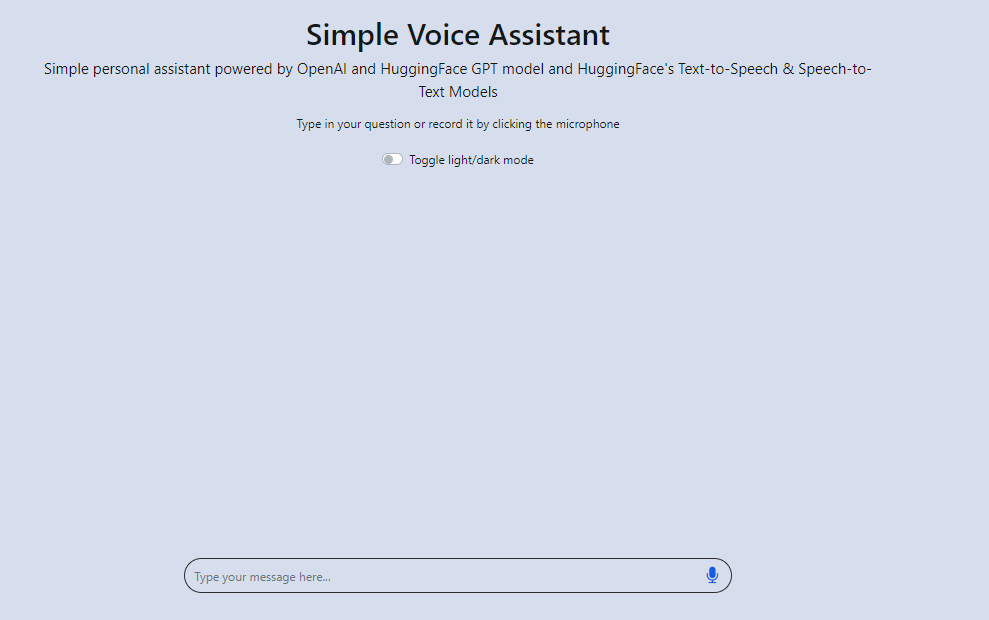 Simple Voice Assistant
Simple personal assistant powered by OpenAI and HuggingFace GPT model and HuggingFace's Text-to-Speech & Speech-to-
Text Models
Type in your question or record it by clicking the microphone
Toggle light/dark mode
Type your message here...